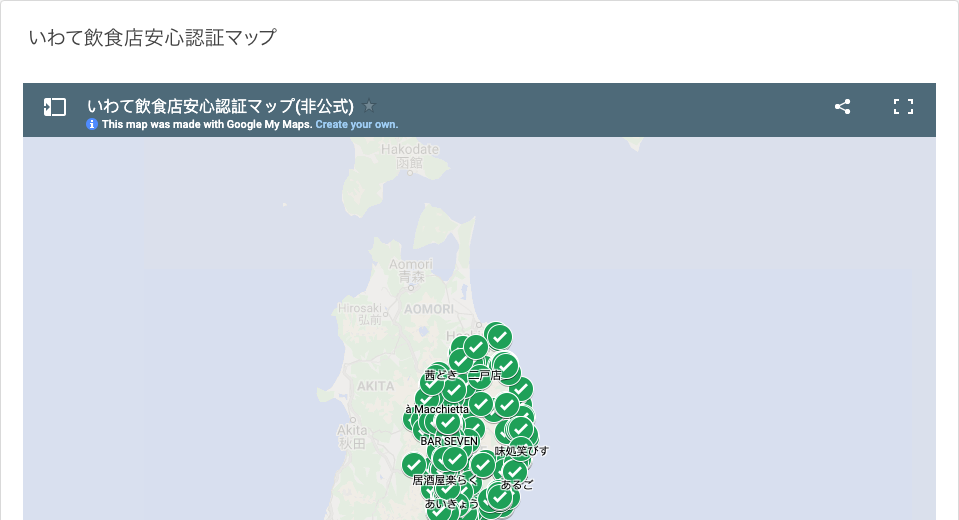 いわて飲食店安心認証マップ
いわて飲食店安心認証マップ(非公式)
This map was made with Google My Maps. Create your own.
Hakodate
函館
Aomori
青森
Hirosaki
弘前
AOMORI
茜どき
二戸店
AKITA
à Macchietta
Akita
秋田
BAR SEVEN
味処笑びす
居酒屋楽らく
あるご
あいきょう